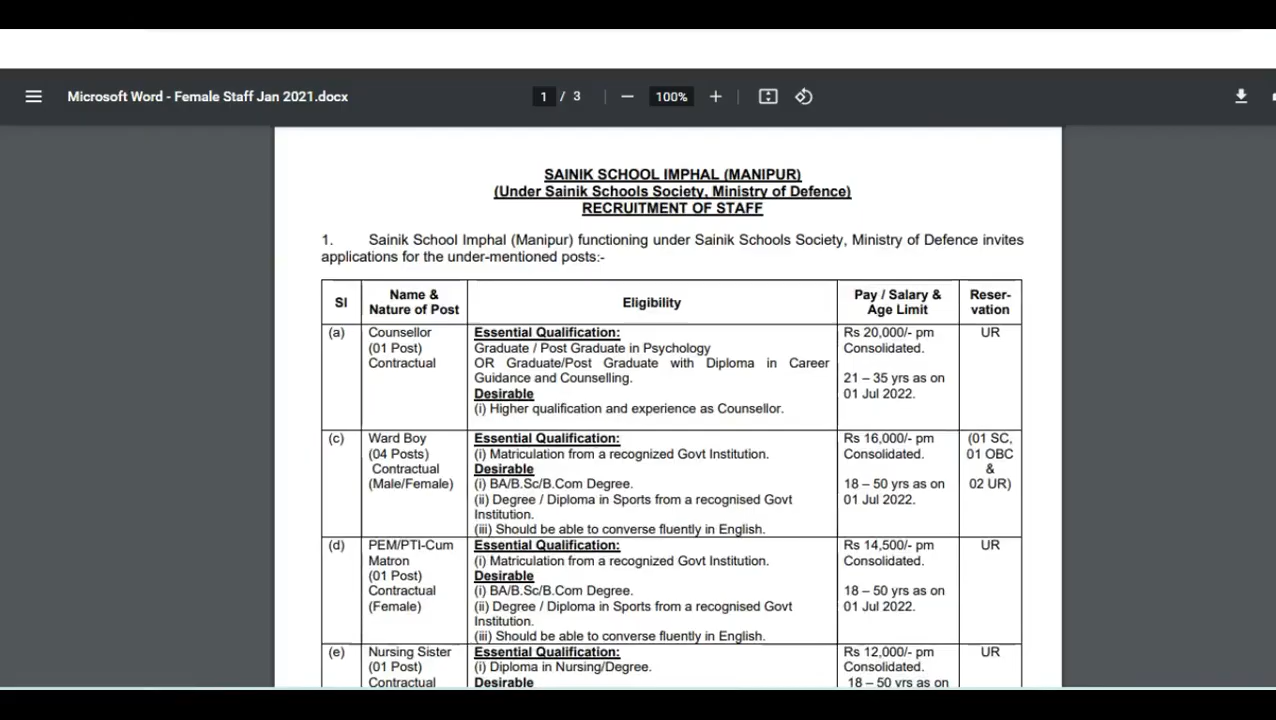 Microsoft Word - Female Staff Jan 2021.docx
1 / 3
100%
SAINIK SCHOOL IMPHAL (MANIPUR)
(Under Sainik Schools Society, Ministry of Defence)
RECRUITMENT OF STAFF
1. Sainik School Imphal (Manipur) functioning under Sainik Schools Society, Ministry of Defence invites
applications for the under-mentioned posts:-
Sl
Name &
Nature of Post
Eligibility
Pay / Salary &
Age Limit
Reser-
vation
(a)
Counsellor
(01 Post)
Contractual
Essential Qualification:
Graduate / Post Graduate in Psychology
OR Graduate/Post Graduate with Diploma in Career
Guidance and Counselling.
Desirable
(i) Higher qualification and experience as Counsellor.
Rs 20,000/- pm
Consolidated.
21 – 35 yrs as on
01 Jul 2022.
UR
(c)
Ward Boy
(04 Posts)
Contractual
(Male/Female)
Essential Qualification:
(i) Matriculation from a recognized Govt Institution.
Desirable
(i) BA/B.Sc/B.Com Degree.
(ii) Degree / Diploma in Sports from a recognised Govt
Institution.
(iii) Should be able to converse fluently in English.
Rs 16,000/- pm
Consolidated.
18 – 50 yrs as on
01 Jul 2022.
(01 SC,
01 OBC
&
02 UR)
(d)
PEM/PTI-Cum
Matron
(01 Post)
Contractual
(Female)
Essential Qualification:
(i) Matriculation from a recognized Govt Institution.
Desirable
(i) BA/B.Sc/B.Com Degree.
(ii) Degree / Diploma in Sports from a recognised Govt
Institution.
(iii) Should be able to converse fluently in English.
Rs 14,500/- pm
Consolidated.
18 – 50 yrs as on
01 Jul 2022.
UR
(e)
Nursing Sister
(01 Post)
Contractual
Essential Qualification:
(i) Diploma in Nursing/Degree.
Desirable
Rs 12,000/- pm
Consolidated.
18 – 50 yrs as on
UR